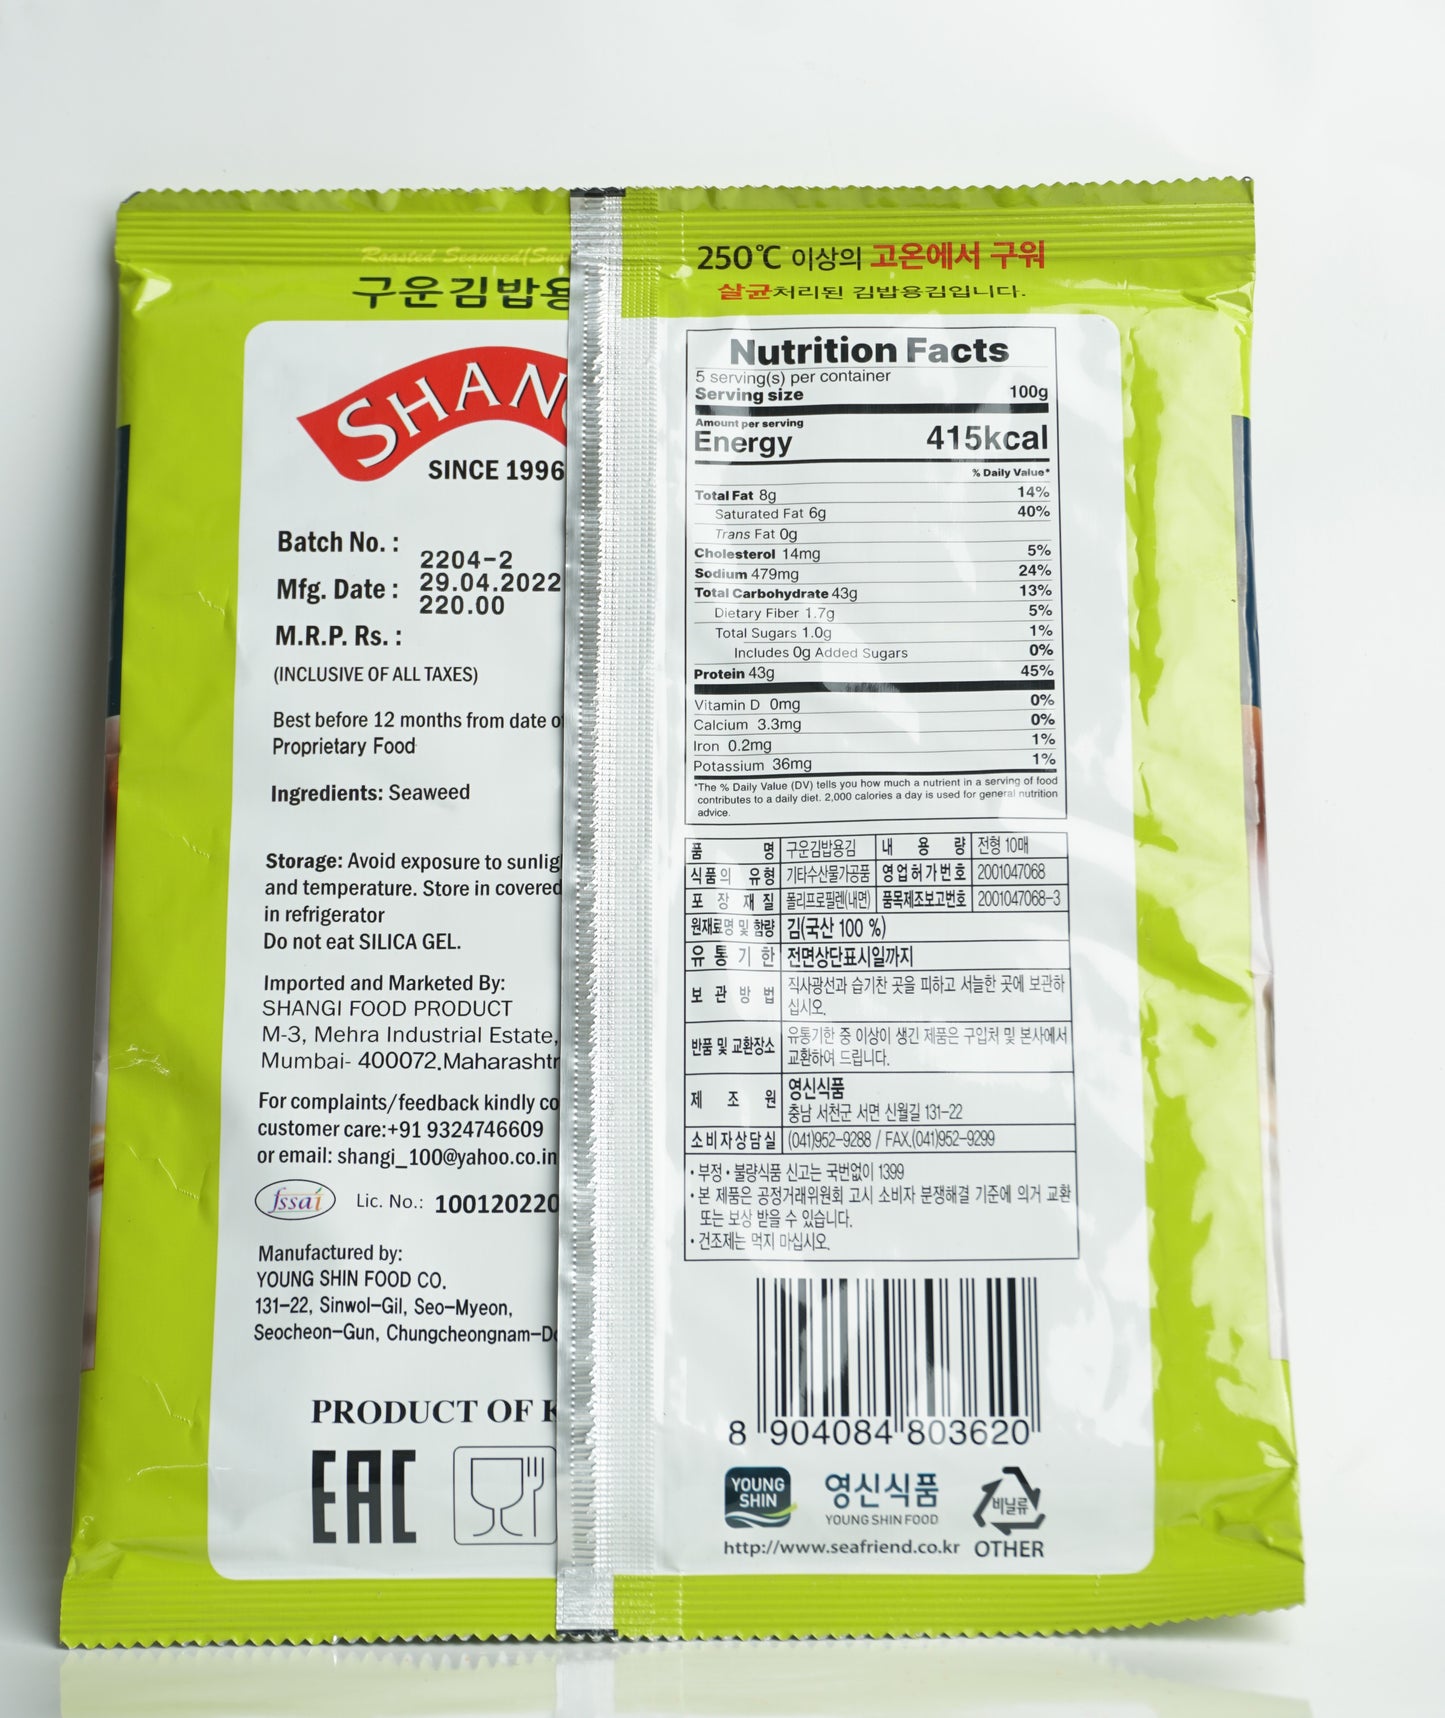 Roasted Seaweed(Su
구운김밥용
SHANG
SINCE 1996
Batch No. :
2204-2
Mfg. Date :
29.04.2022
220.00
M.R.P. Rs. :
(INCLUSIVE OF ALL TAXES)
Best before 12 months from date o
Proprietary Food
Ingredients: Seaweed
Storage: Avoid exposure to sunlig
and temperature. Store in covered
in refrigerator
Do not eat SILICA GEL.
Imported and Marketed By:
SHANGI FOOD PRODUCT
M-3, Mehra Industrial Estate,
Mumbai- 400072.Maharashtr
For complaints/feedback kindly co
customer care:+91 9324746609
or email: shangi_100@yahoo.co.in
fssai Lic. No.: 100120220
Manufactured by:
YOUNG SHIN FOOD CO.
131-22, Sinwol-Gil, Seo-Myeon,
Seocheon-Gun, Chungcheongnam-D
PRODUCT OF K
EAC
250℃ 이상의 고온에서 구워
살균처리된 김밥용김입니다.
Nutrition Facts
5 serving(s) per container
Serving size 100g
Amount per serving
Energy 415kcal
% Daily Value*
Total Fat 8g 14%
Saturated Fat 6g 40%
Trans Fat 0g
Cholesterol 14mg 5%
Sodium 479mg 24%
Total Carbohydrate 43g 13%
Dietary Fiber 1.7g 5%
Total Sugars 1.0g 1%
Includes 0g Added Sugars 0%
Protein 43g 45%
Vitamin D 0mg 0%
Calcium 3.3mg 0%
Iron 0.2mg 1%
Potassium 36mg 1%
*The % Daily Value (DV) tells you how much a nutrient in a serving of food
contributes to a daily diet. 2,000 calories a day is used for general nutrition
advice.
품 명 구운김밥용김 내 용 량 전형 10매
식품의 유형 기타수산물가공품 영업허가번호 2001047068
포 장 재 질 폴리프로필렌(내면) 품목제조보고번호 2001047068-3
원재료명 및 함량 김(국산 100 %)
유 통 기 한 전면상단표시일까지
보 관 방 법 직사광선과 습기찬 곳을 피하고 서늘한 곳에 보관하
십시오.
반품 및 교환장소 유통기한 중 이상이 생긴 제품은 구입처 및 본사에서
교환하여 드립니다.
제 조 원 영신식품
충남 서천군 서면 신월길 131-22
소비자상담실 (041)952-9288 / FAX.(041)952-9299
• 부정 • 불량식품 신고는 국번없이 1399
• 본 제품은 공정거래위원회 고시 소비자 분쟁해결 기준에 의거 교환
또는 보상 받을 수 있습니다.
• 건조제는 먹지 마십시오.
8 904084 803620
YOUNG
SHIN
영신식품
YOUNG SHIN FOOD
비닐류
http://www.seafriend.co.kr OTHER